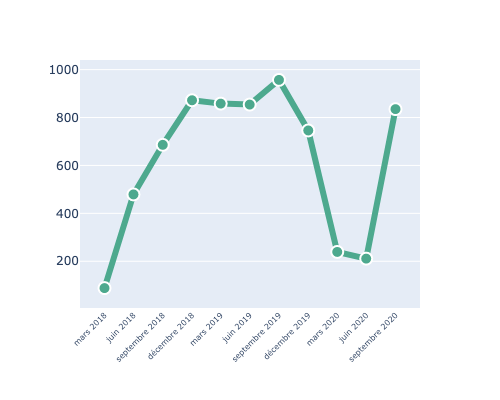 1000
800
600
400
200
mars 2018
juin 2018
septembre 2018
décembre 2018
mars 2019
juin 2019
septembre 2019
décembre 2019
mars 2020
juin 2020
septembre 2020